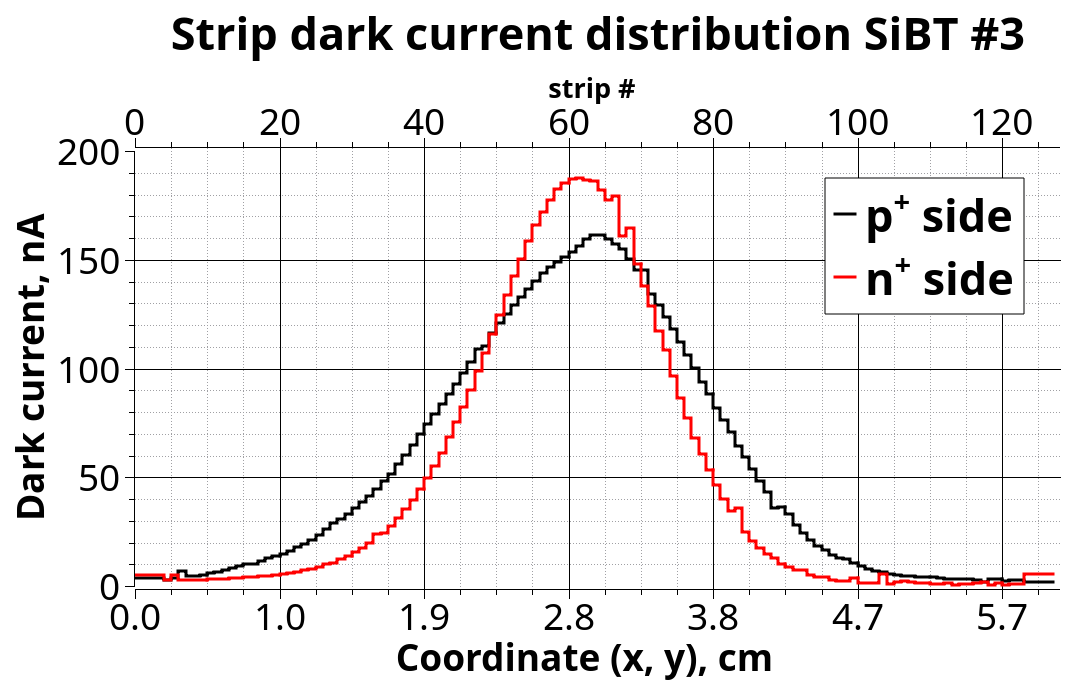 Strip dark current distribution SiBT #3
strip #
0 20 40 60 80 100 120
200
150
100
50
0
Dark current, nA
p⁺ side
n⁺ side
0.0 1.0 1.9 2.8 3.8 4.7 5.7
Coordinate (x, y), cm